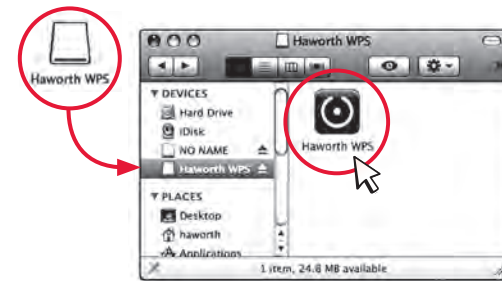 Haworth WPS
Haworth WPS
DEVICES
Hard Drive
iDisk
NO NAME
Haworth WPS
PLACES
Desktop
haworth
Applications
Haworth WPS
1 item, 24.8 MB available